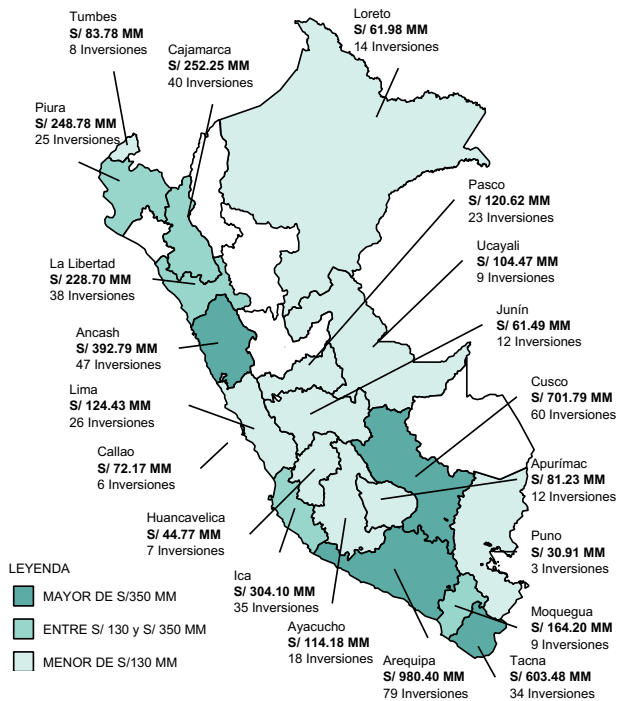 Tumbes
S/ 83.78 MM
8 Inversiones
Cajamarca
S/ 252.25 MM
40 Inversiones
Loreto
S/ 61.98 MM
14 Inversiones
Piura
S/ 248.78 MM
25 Inversiones
Pasco
S/ 120.62 MM
23 Inversiones
Ucayali
S/ 104.47 MM
9 Inversiones
La Libertad
S/ 228.70 MM
38 Inversiones
Junín
S/ 61.49 MM
12 Inversiones
Ancash
S/ 392.79 MM
47 Inversiones
Cusco
S/ 701.79 MM
60 Inversiones
Lima
S/ 124.43 MM
26 Inversiones
Callao
S/ 72.17 MM
6 Inversiones
Apurímac
S/ 81.23 MM
12 Inversiones
Huancavelica
S/ 44.77 MM
7 Inversiones
Puno
S/ 30.91 MM
3 Inversiones
Ica
S/ 304.10 MM
35 Inversiones
Moquegua
S/ 164.20 MM
9 Inversiones
Ayacucho
S/ 114.18 MM
18 Inversiones
Arequipa
S/ 980.40 MM
79 Inversiones
Tacna
S/ 603.48 MM
34 Inversiones
LEYENDA
MAYOR DE S/350 MM
ENTRE S/ 130 y S/ 350 MM
MENOR DE S/130 MM